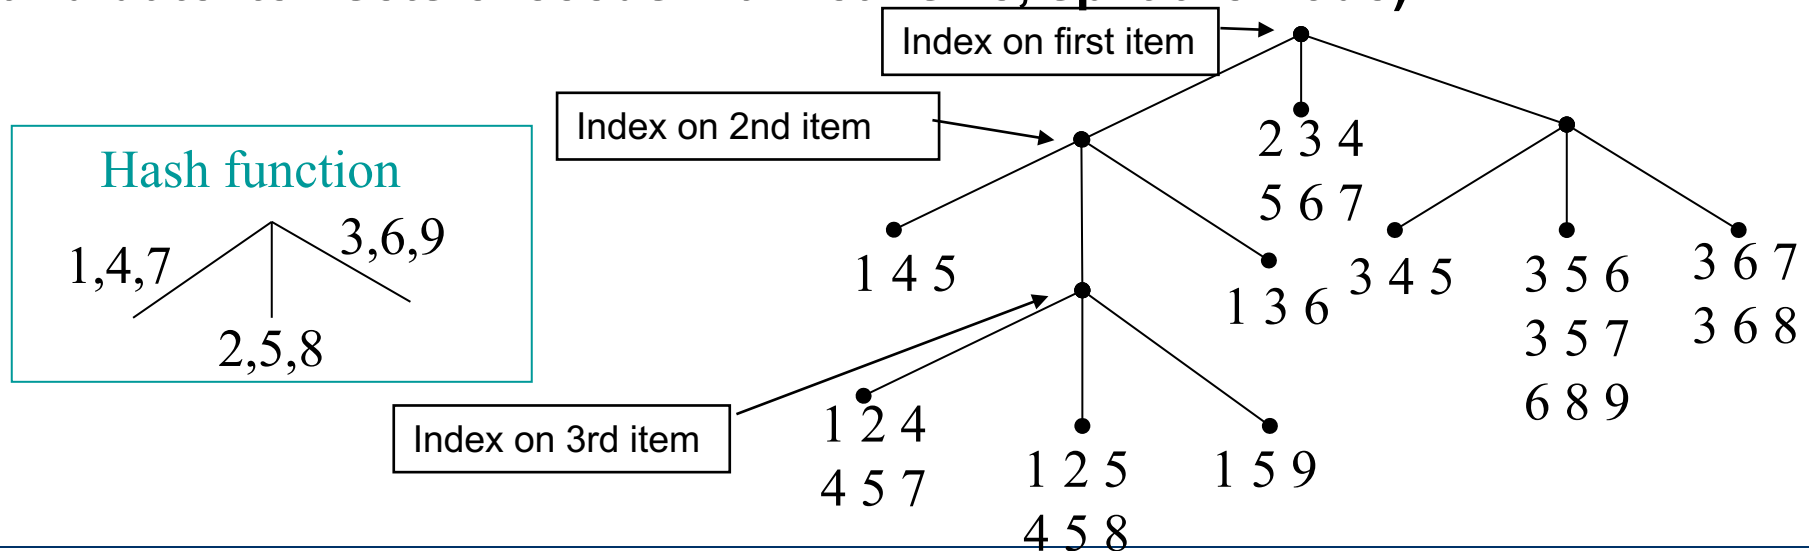 Index on first item
Index on 2nd item
Hash function
1,4,7
3,6,9
2,5,8
2 3 4
5 6 7
1 4 5
1 3 6
3 4 5
3 5 6
3 5 7
6 8 9
3 6 7
3 6 8
Index on 3rd item
1 2 4
4 5 7
1 2 5
4 5 8
1 5 9